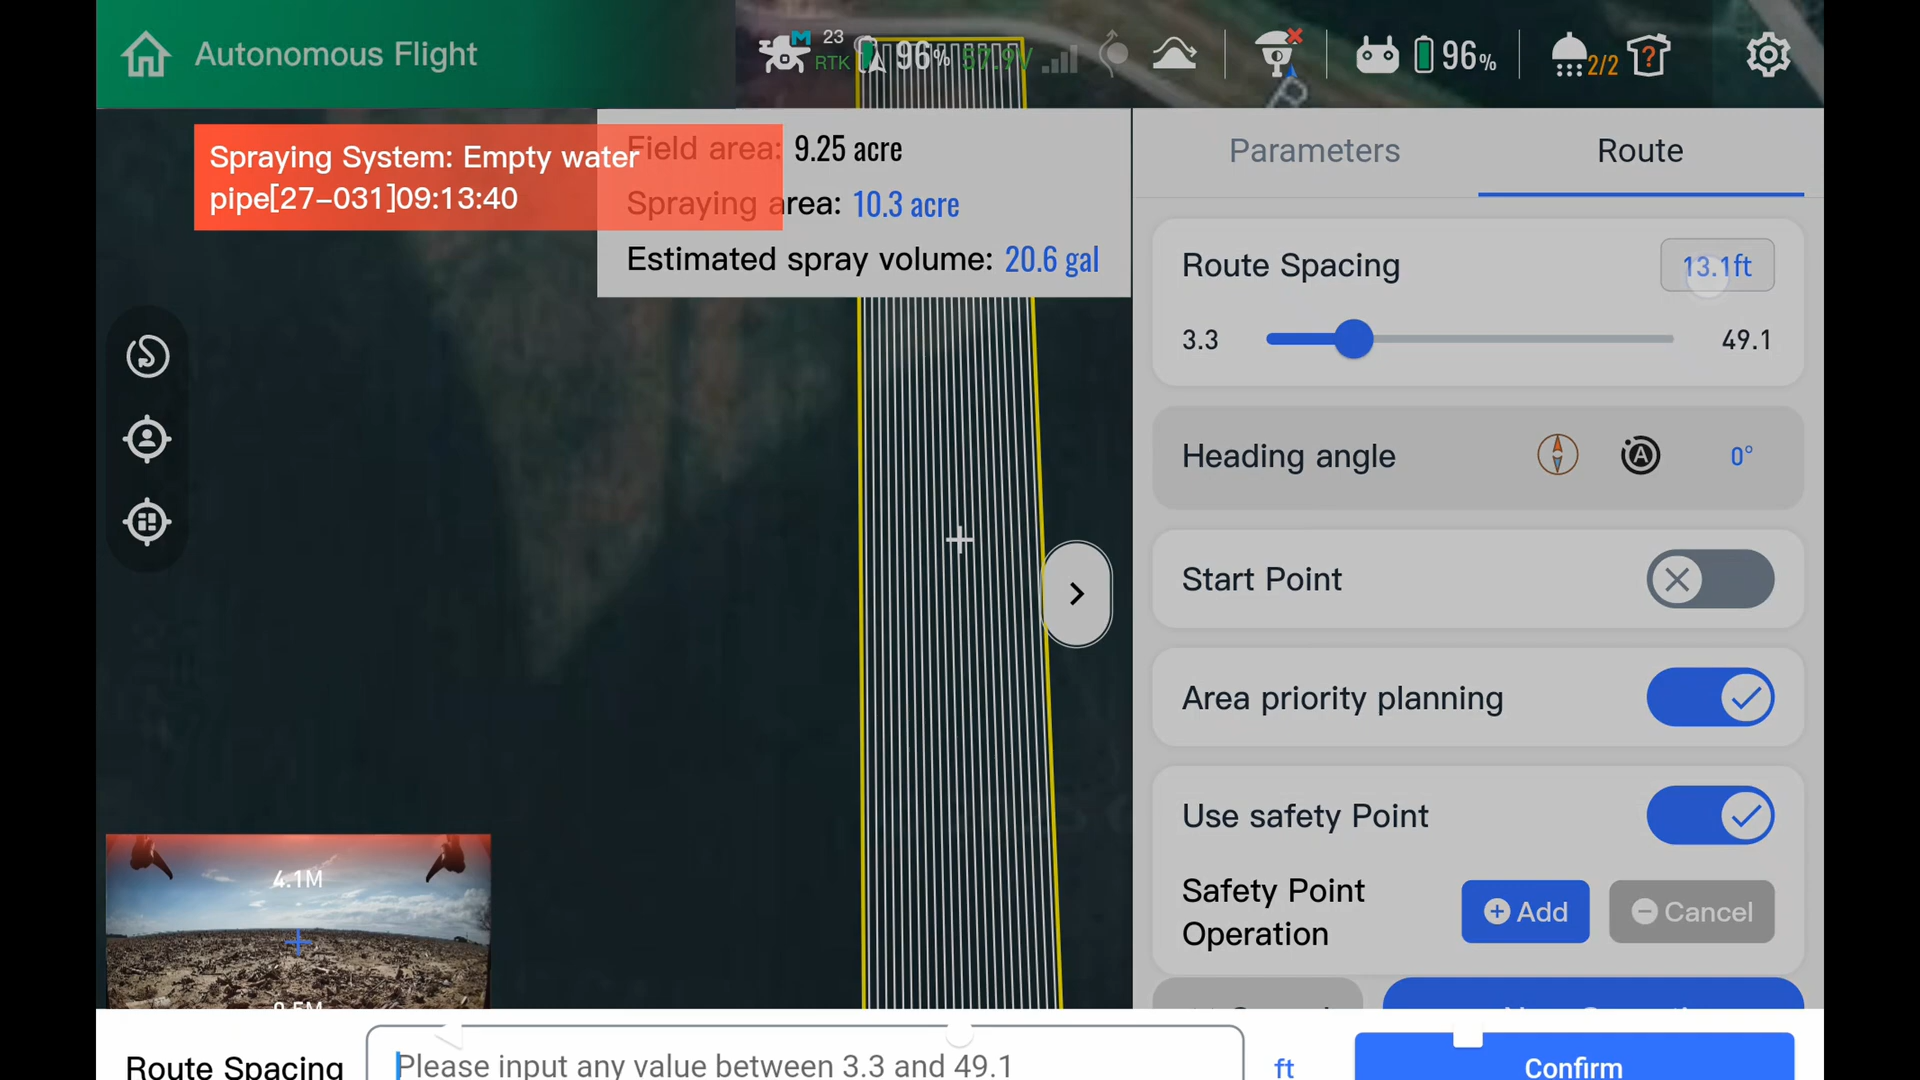 Autonomous Flight
23
RTK
96%
57.9V
96%
2/2
Spraying System: Empty water
pipe[27-031]09:13:40
Field area: 9.25 acre
Spraying area: 10.3 acre
Estimated spray volume: 20.6 gal
Parameters
Route
Route Spacing
13.1ft
3.3
49.1
Heading angle
A
0°
Start Point
Area priority planning
Use safety Point
Safety Point
Operation
Add
Cancel
4.1M
Route Spacing
Please input any value between 3.3 and 49.1
ft
Confirm